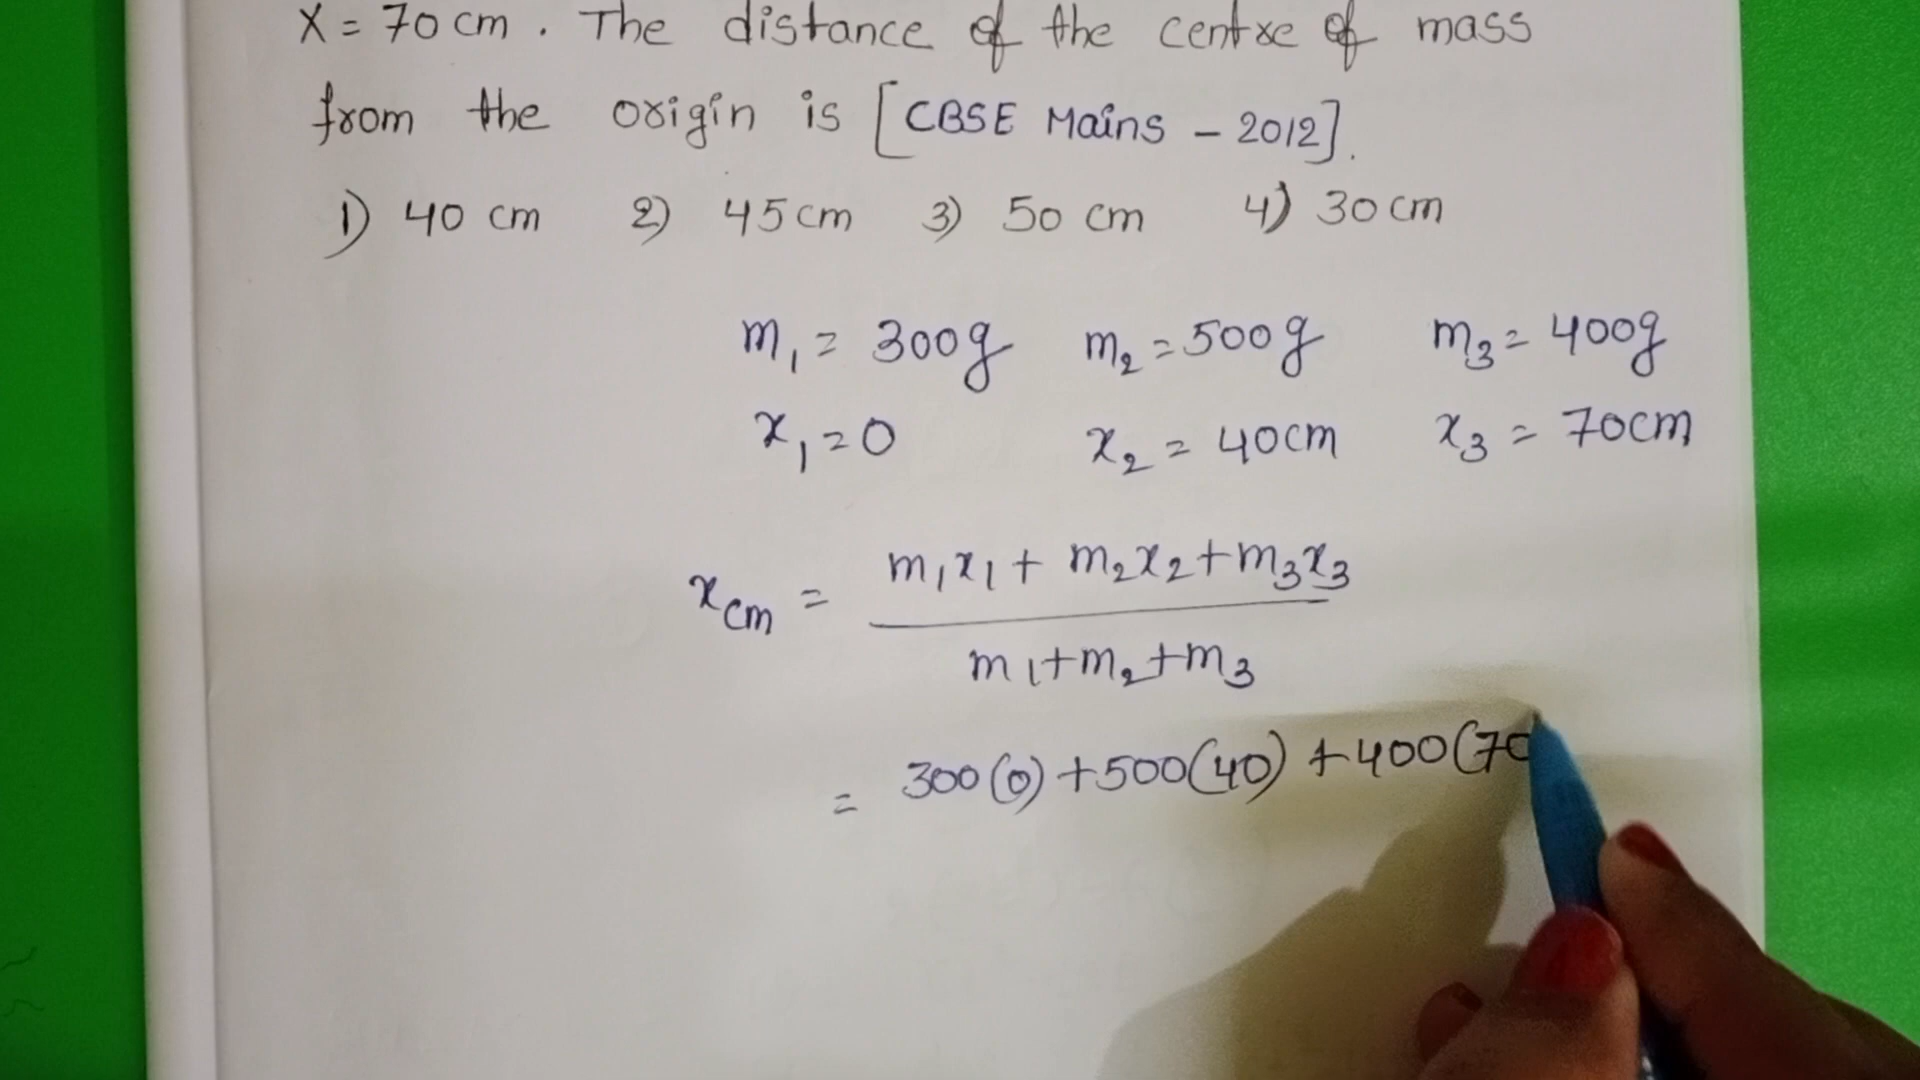 X = 70 cm . The distance of the centre of mass
from the origin is [CBSE Mains - 2012].
1) 40 cm 2) 45 cm 3) 50 cm 4) 30 cm
m₁ = 300g m₂ = 500g m₃ = 400g
x₁ = 0 x₂ = 40cm x₃ = 70cm
m₁x₁ + m₂x₂ + m₃x₃
x_cm =
m₁+m₂+m₃
= 300(0) + 500(40) + 400(70